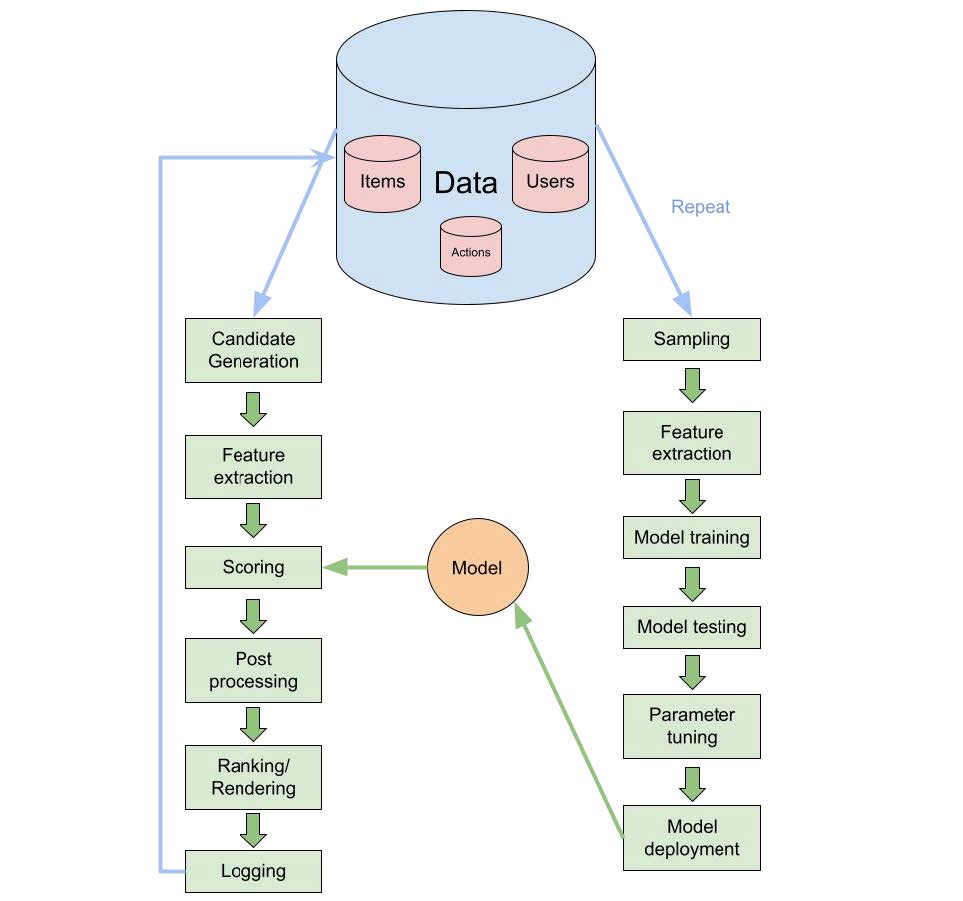 Items
Data
Users
Actions
Repeat
Candidate
Generation
Feature
extraction
Scoring
Post
processing
Ranking/
Rendering
Logging
Model
Sampling
Feature
extraction
Model training
Model testing
Parameter
tuning
Model
deployment